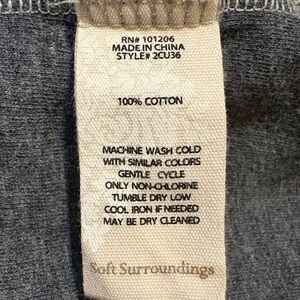 RN# 101206
MADE IN CHINA
STYLE# 2CU36
100% COTTON
MACHINE WASH COLD
WITH SIMILAR COLORS
GENTLE CYCLE
ONLY NON-CHLORINE
TUMBLE DRY LOW
COOL IRON IF NEEDED
MAY BE DRY CLEANED
Soft Surroundings